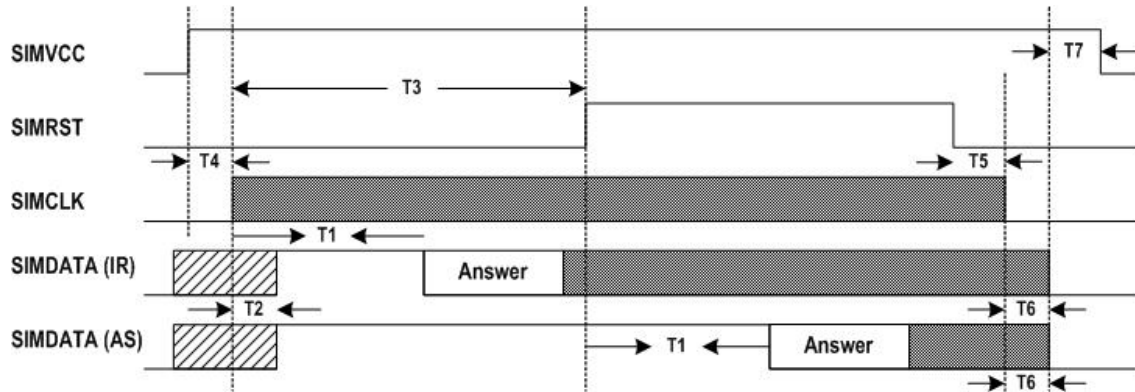 SIMVCC
T7
T3
SIMRST
T4
T5
SIMCLK
T1
SIMDATA (IR)
Answer
T2
T6
SIMDATA (AS)
T1
Answer
T6